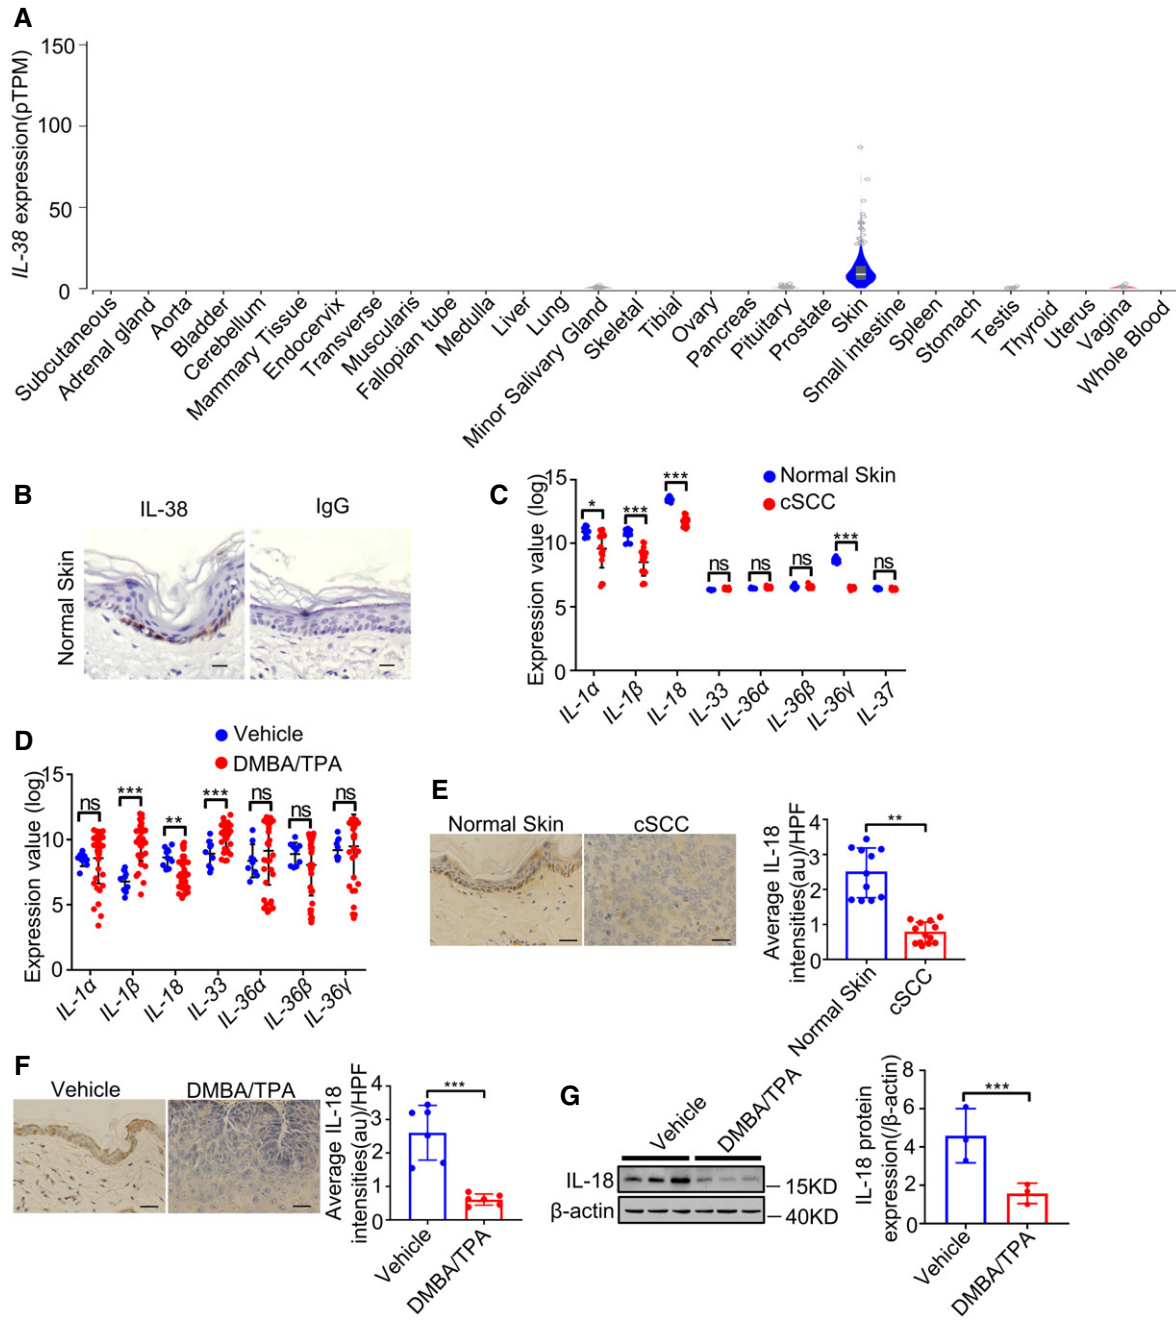 A
IL-38 expression(pTPM)
150
100
50
0
Subcutaneous
Adrenal gland
Aorta
Bladder
Cerebellum
Mammary Tissue
Endocervix
Transverse
Muscularis
Fallopian tube
Medulla
Liver
Lung
Minor Salivary Gland
Skeletal
Tibial
Ovary
Pancreas
Pituitary
Prostate
Skin
Small intestine
Spleen
Stomach
Testis
Thyroid
Uterus
Vagina
Whole Blood
B
IL-38
IgG
Normal Skin
C
Normal Skin
cSCC
Expression value (log)
15
10
5
0
*
***
***
ns
ns
ns
***
ns
IL-1α
IL-1β
IL-18
IL-33
IL-36α
IL-36β
IL-36γ
IL-37
D
Vehicle
DMBA/TPA
Expression value (log)
15
10
5
0
ns
***
**
***
ns
ns
ns
IL-1α
IL-1β
IL-18
IL-33
IL-36α
IL-36β
IL-36γ
E
Normal Skin
cSCC
Average IL-18
intensities(au)/HPF
4
3
2
1
0
**
Normal Skin
cSCC
F
Vehicle
DMBA/TPA
Average IL-18
intensities(au)/HPF
4
3
2
1
0
***
Vehicle
DMBA/TPA
G
Vehicle
DMBA/TPA
IL-18
15KD
β-actin
40KD
IL-18 protein
expression(/β-actin)
8
6
4
2
0
***
Vehicle
DMBA/TPA